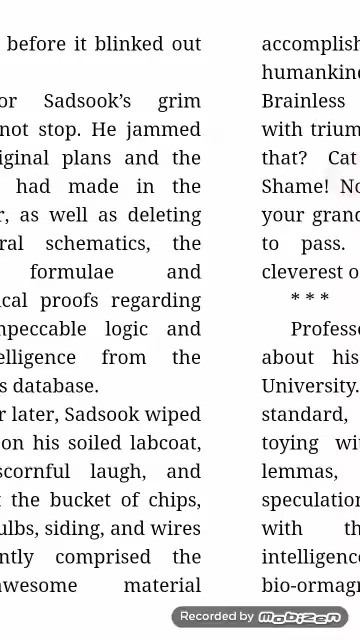 before it blinked out
or Sadsook's grim
not stop. He jammed
iginal plans and the
had made in the
r, as well as deleting
ral schematics, the
formulae and
ical proofs regarding
mpeccable logic and
elligence from the
s database.
r later, Sadsook wiped
on his soiled labcoat,
scornful laugh, and
t the bucket of chips,
ulbs, siding, and wires
ntly comprised the
awesome material
accomplish
humankind
Brainless
with trium
that? Cat
Shame! No
your grand
to pass.
cleverest o
* * *
Professo
about his
University.
standard,
toying wi
lemmas,
speculation
with th
intelligenc
bio-ormagn
Recorded by mobizen